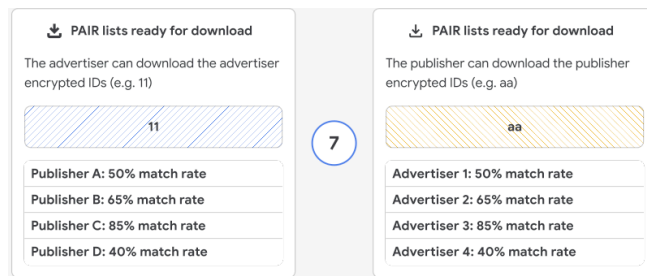 PAIR lists ready for download
The advertiser can download the advertiser
encrypted IDs (e.g. 11)
11
Publisher A: 50% match rate
Publisher B: 65% match rate
Publisher C: 85% match rate
Publisher D: 40% match rate
7
PAIR lists ready for download
The publisher can download the publisher
encrypted IDs (e.g. aa)
aa
Advertiser 1: 50% match rate
Advertiser 2: 65% match rate
Advertiser 3: 85% match rate
Advertiser 4: 40% match rate